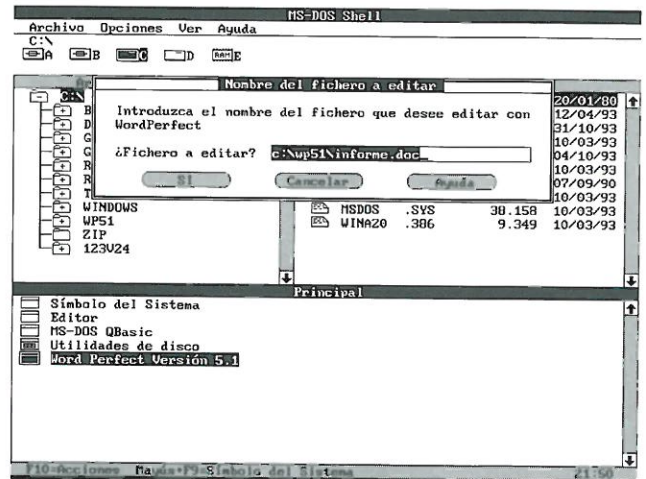 MS-DOS Shell
Archivo Opciones Ver Ayuda
C:\
A B C D RAM E
Nombre del fichero a editar
C:\
Introduzca el nombre del fichero que desee editar con
WordPerfect
¿Fichero a editar? c:\wp51\informe.doc_
SI Cancelar Ayuda
20/01/80
12/04/93
31/10/93
10/03/93
04/10/93
10/03/93
07/09/90
10/03/93
B
D
G
G
R
R
T
WINDOWS
WP51
ZIP
123V24
MSDOS .SYS 38.158 10/03/93
WINA20 .386 9.349 10/03/93
Principal
Símbolo del Sistema
Editor
MS-DOS QBasic
Utilidades de disco
Word Perfect Versión 5.1
F10=Acciones Mayús+F9=Símbolo del Sistema 21:50